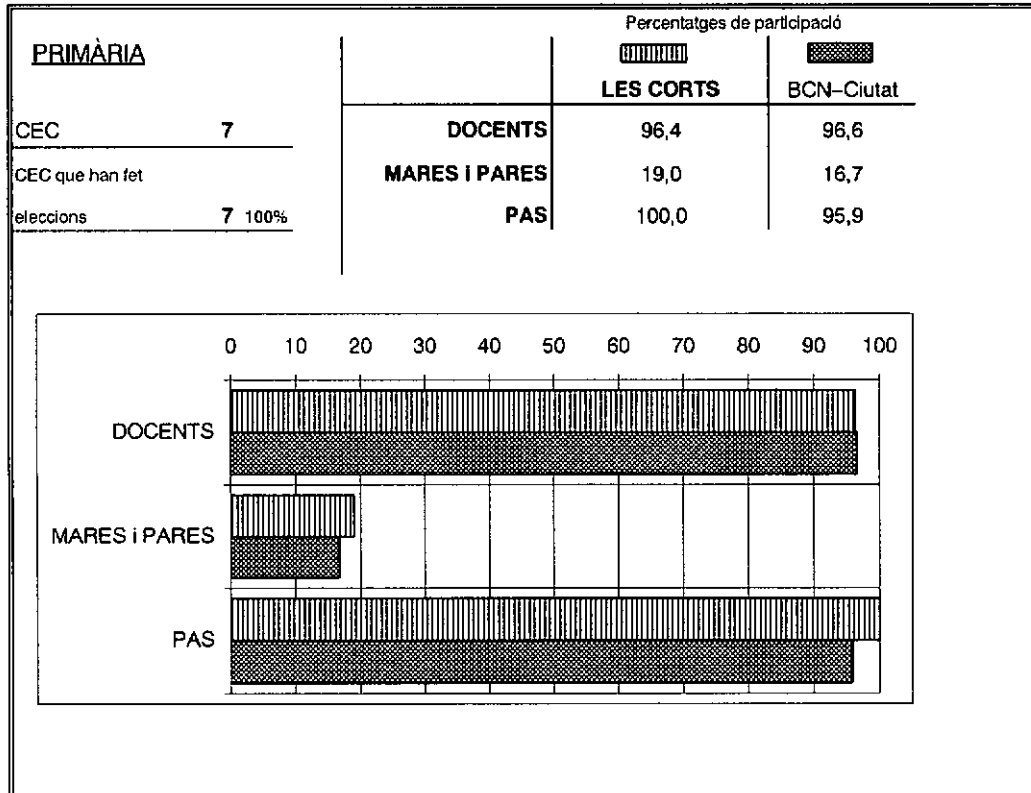 Percentatges de participació
PRIMÀRIA
LES CORTS BCN–Ciutat
CEC 7
DOCENTS 96,4 96,6
CEC que han fet
MARES i PARES 19,0 16,7
eleccions 7 100%
PAS 100,0 95,9
0 10 20 30 40 50 60 70 80 90 100
DOCENTS
MARES i PARES
PAS